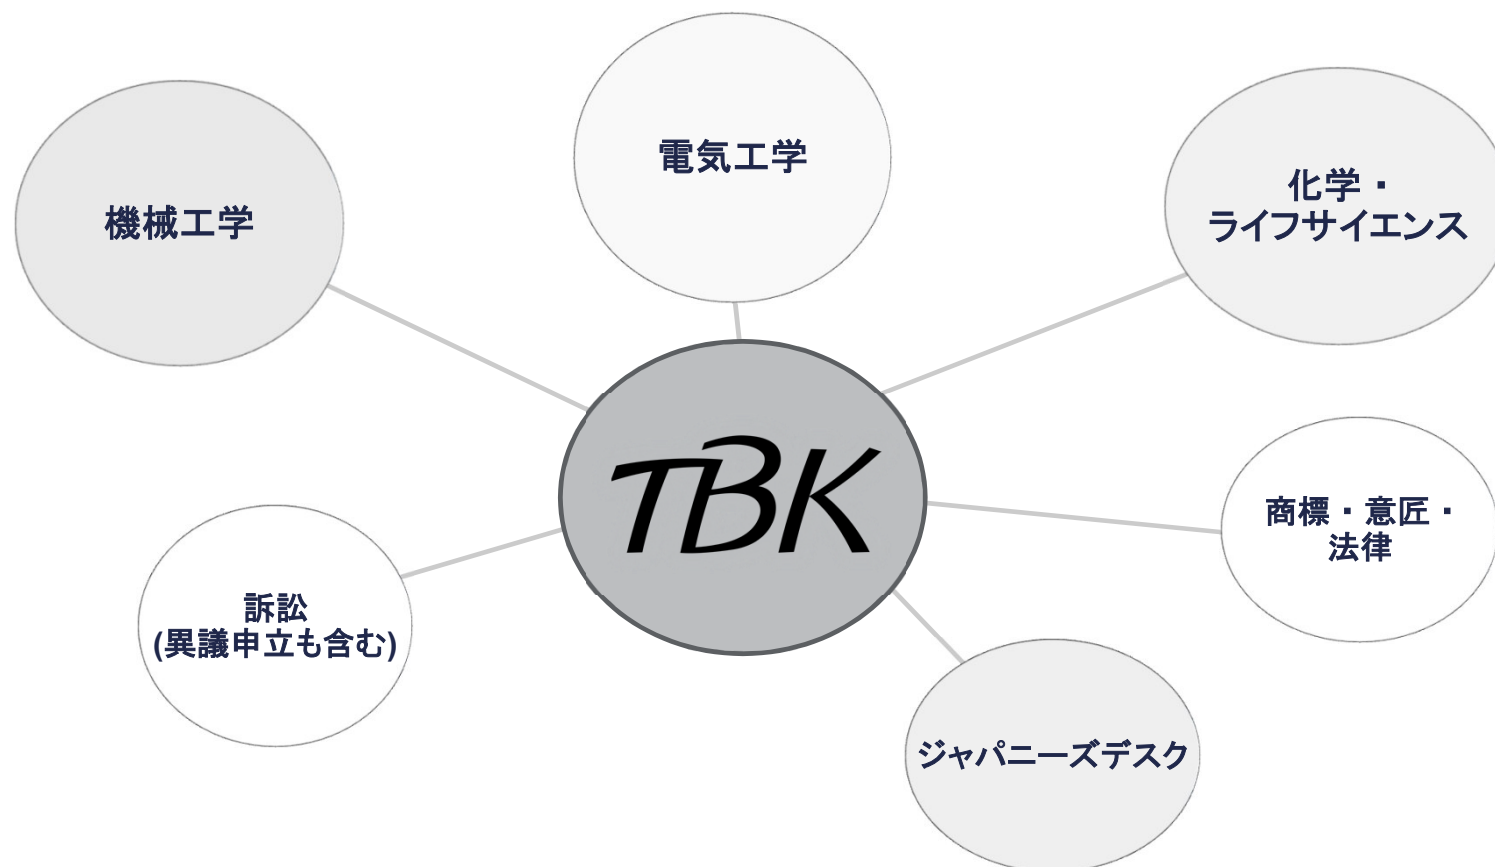 電気工学
機械工学
化学・
ライフサイエンス
TBK
商標・意匠・
法律
訴訟
(異議申立も含む)
ジャパニーズデスク